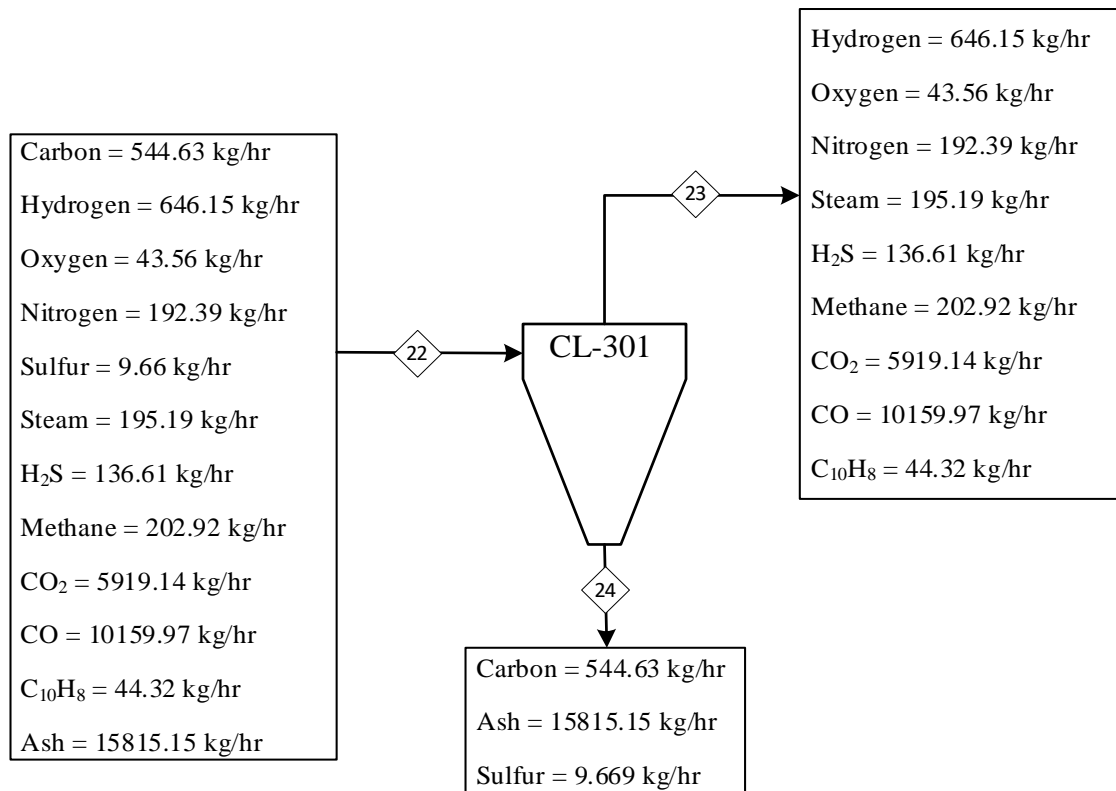 Carbon = 544.63 kg/hr
Hydrogen = 646.15 kg/hr
Oxygen = 43.56 kg/hr
Nitrogen = 192.39 kg/hr
Sulfur = 9.66 kg/hr
Steam = 195.19 kg/hr
H₂S = 136.61 kg/hr
Methane = 202.92 kg/hr
CO₂ = 5919.14 kg/hr
CO = 10159.97 kg/hr
C₁₀H₈ = 44.32 kg/hr
Ash = 15815.15 kg/hr
22
CL-301
23
Hydrogen = 646.15 kg/hr
Oxygen = 43.56 kg/hr
Nitrogen = 192.39 kg/hr
Steam = 195.19 kg/hr
H₂S = 136.61 kg/hr
Methane = 202.92 kg/hr
CO₂ = 5919.14 kg/hr
CO = 10159.97 kg/hr
C₁₀H₈ = 44.32 kg/hr
24
Carbon = 544.63 kg/hr
Ash = 15815.15 kg/hr
Sulfur = 9.669 kg/hr